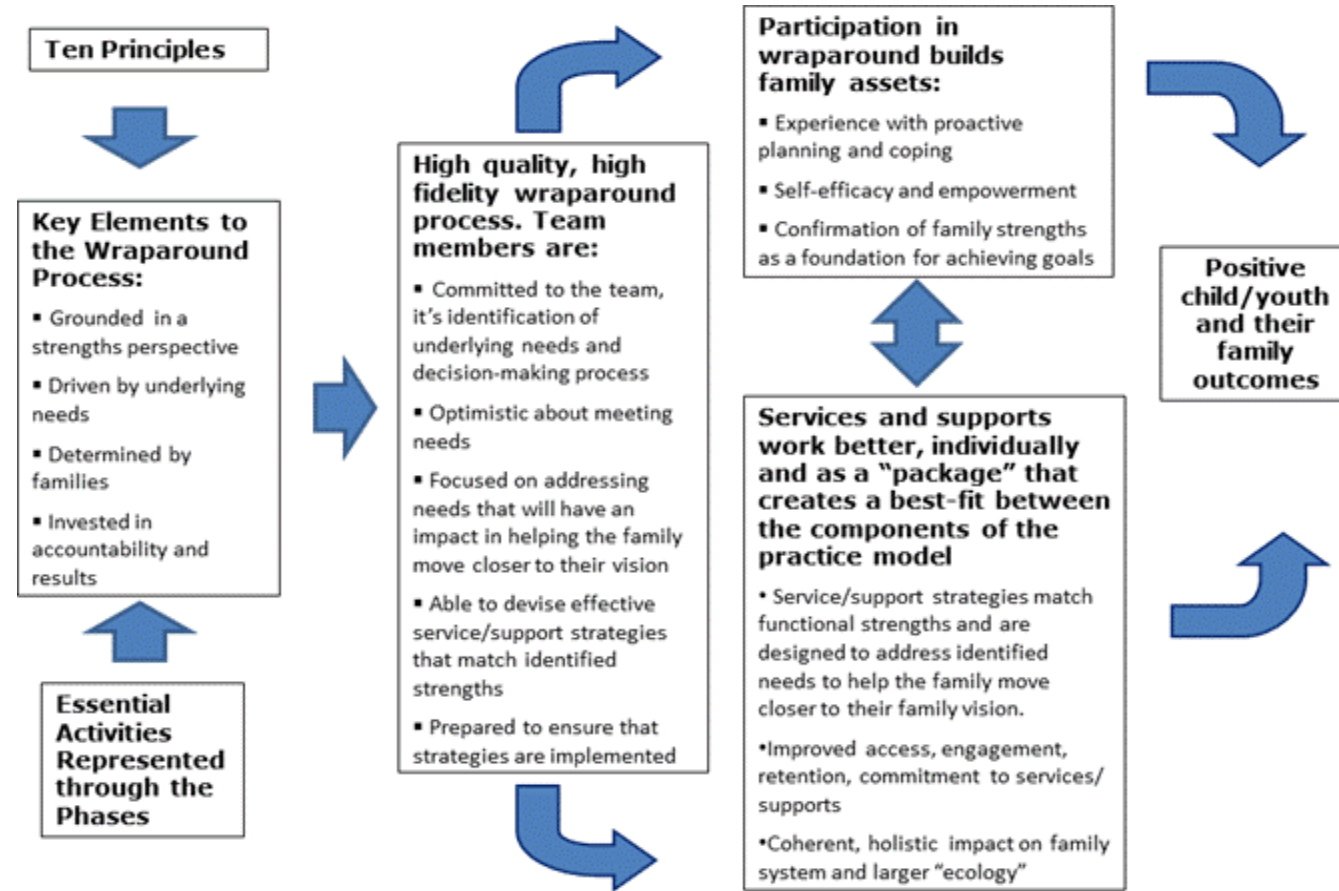 Ten Principles
Key Elements to
the Wraparound
Process:
▪ Grounded in a
strengths perspective
▪ Driven by underlying
needs
▪ Determined by
families
▪ Invested in
accountability and
results
Essential
Activities
Represented
through the
Phases
High quality, high
fidelity wraparound
process. Team
members are:
▪ Committed to the team,
it's identification of
underlying needs and
decision-making process
▪ Optimistic about meeting
needs
▪ Focused on addressing
needs that will have an
impact in helping the family
move closer to their vision
▪ Able to devise effective
service/support strategies
that match identified
strengths
▪ Prepared to ensure that
strategies are implemented
Participation in
wraparound builds
family assets:
▪ Experience with proactive
planning and coping
▪ Self-efficacy and empowerment
▪ Confirmation of family strengths
as a foundation for achieving goals
Services and supports
work better, individually
and as a “package” that
creates a best-fit between
the components of the
practice model
• Service/support strategies match
functional strengths and are
designed to address identified
needs to help the family move
closer to their family vision.
•Improved access, engagement,
retention, commitment to services/
supports
•Coherent, holistic impact on family
system and larger “ecology”
Positive
child/youth
and their
family
outcomes